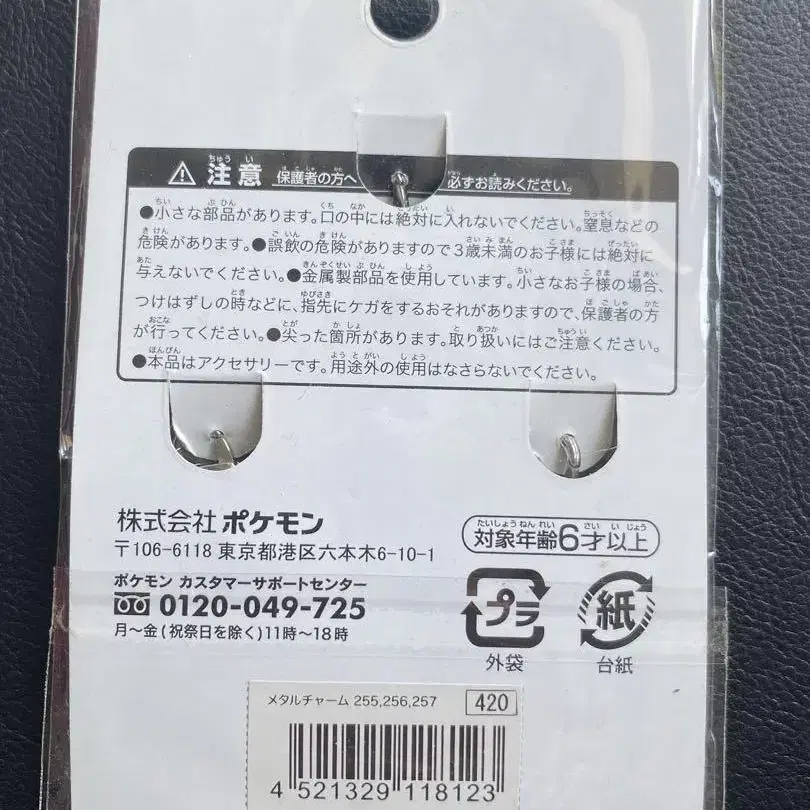 注意 保護者の方へ 必ずお読みください。
●小さな部品があります。口の中には絶対に入れないでください。窒息などの
危険があります。●誤飲の危険がありますので3歳未満のお子様には絶対に
与えないでください。●金属製部品を使用しています。小さなお子様の場合、
つけはずしの時などに、指先にケガをするおそれがありますので、保護者の方
が行ってください。●尖った箇所があります。取り扱いにはご注意ください。
●本品はアクセサリーです。用途外の使用はなさらないでください。
株式会社 ポケモン
〒106-6118 東京都港区六本木6-10-1
ポケモン カスタマーサポートセンター
0120-049-725
月〜金(祝祭日を除く)11時〜18時
たいしょうねんれい さい いじょう
対象年齢6才以上
プラ
外袋
紙
台紙
メタルチャーム 255,256,257 420
4 521329 118123